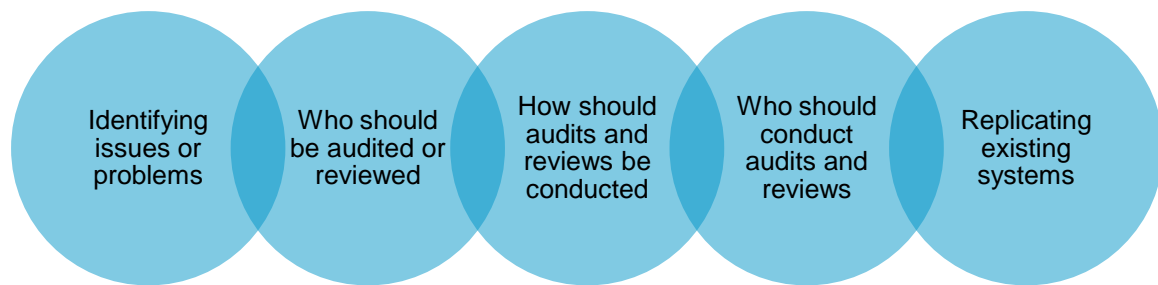 Identifying
issues or
problems
Who should
be audited or
reviewed
How should
audits and
reviews be
conducted
Who should
conduct
audits and
reviews
Replicating
existing
systems